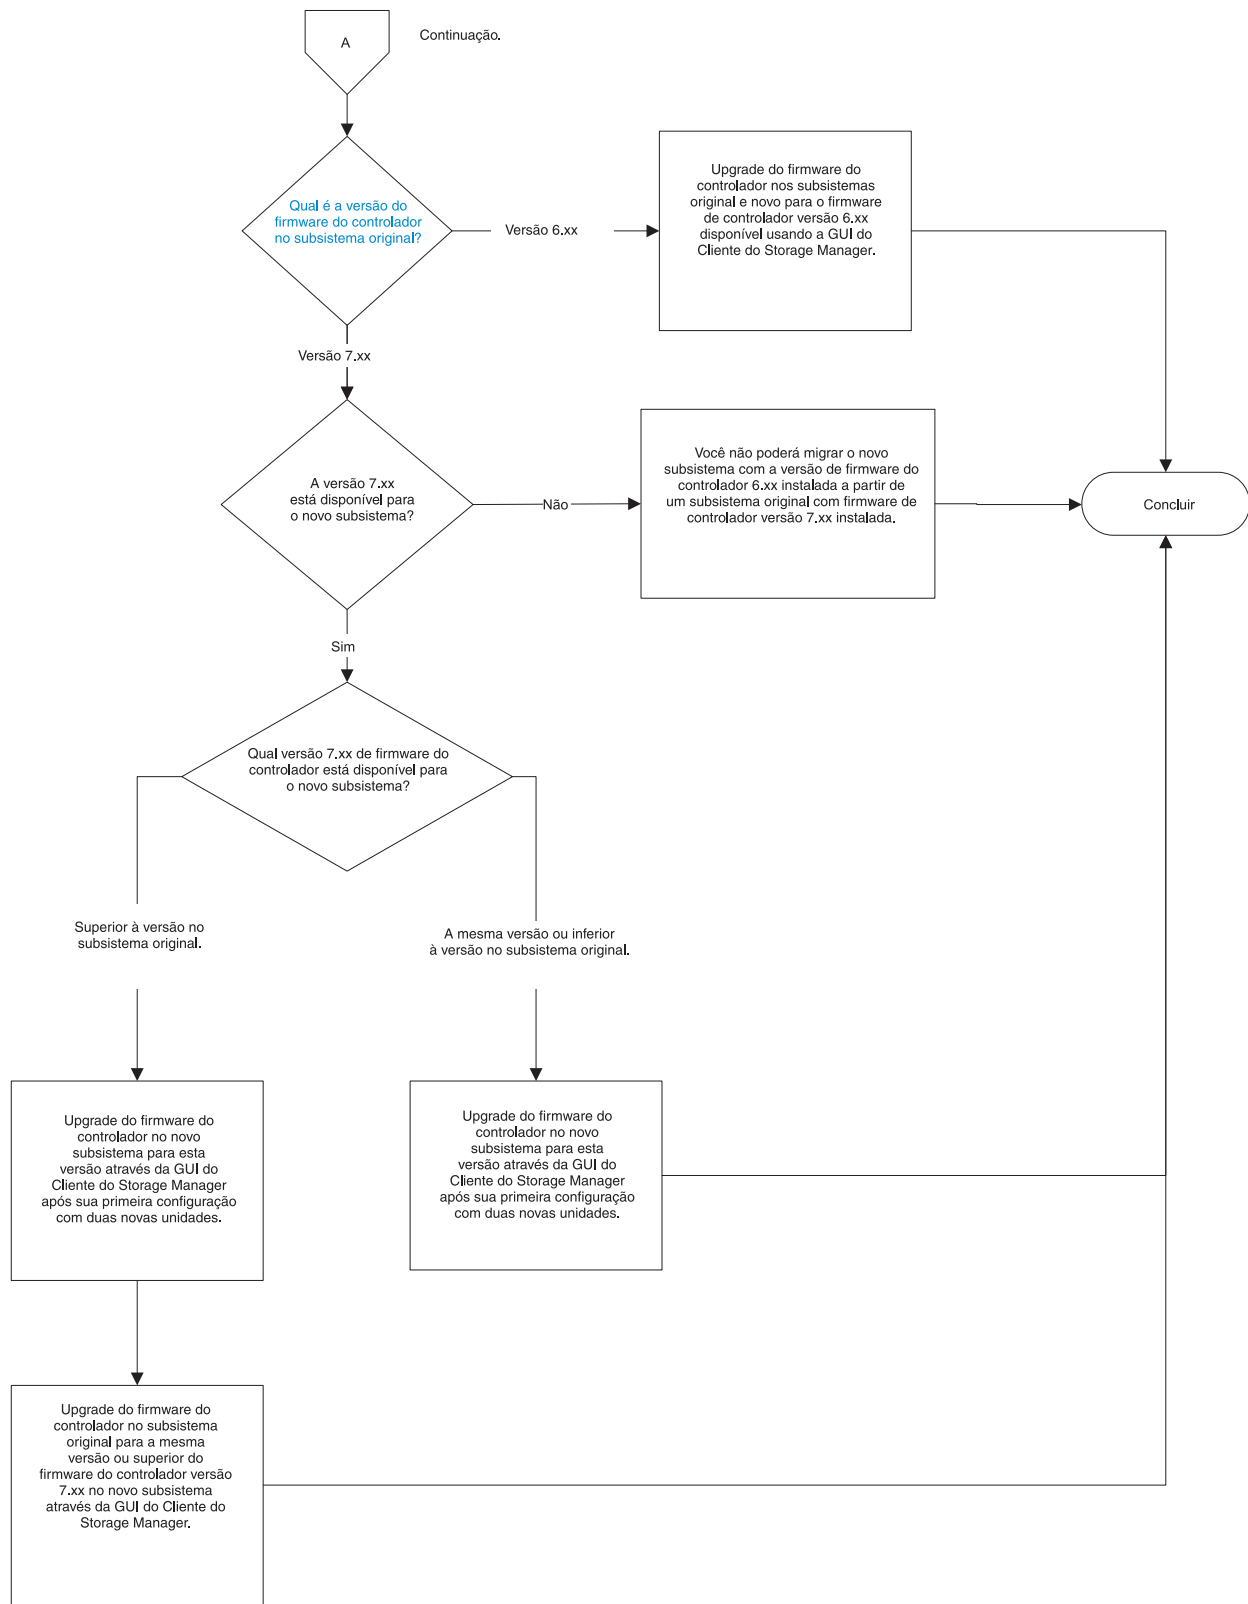 A
Continuação.
Qual é a versão do
firmware do controlador
no subsistema original?
Versão 6.xx
Upgrade do firmware do
controlador nos subsistemas
original e novo para o firmware
de controlador versão 6.xx
disponível usando a GUI do
Cliente do Storage Manager.
Versão 7.xx
A versão 7.xx
está disponível para
o novo subsistema?
Não
Você não poderá migrar o novo
subsistema com a versão de firmware do
controlador 6.xx instalada a partir de
um subsistema original com firmware de
controlador versão 7.xx instalada.
Concluir
Sim
Qual versão 7.xx de firmware do
controlador está disponível para
o novo subsistema?
Superior à versão no
subsistema original.
A mesma versão ou inferior
à versão no subsistema original.
Upgrade do firmware do
controlador no novo
subsistema para esta
versão através da GUI do
Cliente do Storage Manager
após sua primeira configuração
com duas novas unidades.
Upgrade do firmware do
controlador no novo
subsistema para esta
versão através da GUI do
Cliente do Storage Manager
após sua primeira configuração
com duas novas unidades.
Upgrade do firmware do
controlador no subsistema
original para a mesma
versão ou superior do
firmware do controlador versão
7.xx no novo subsistema
através da GUI do Cliente do
Storage Manager.